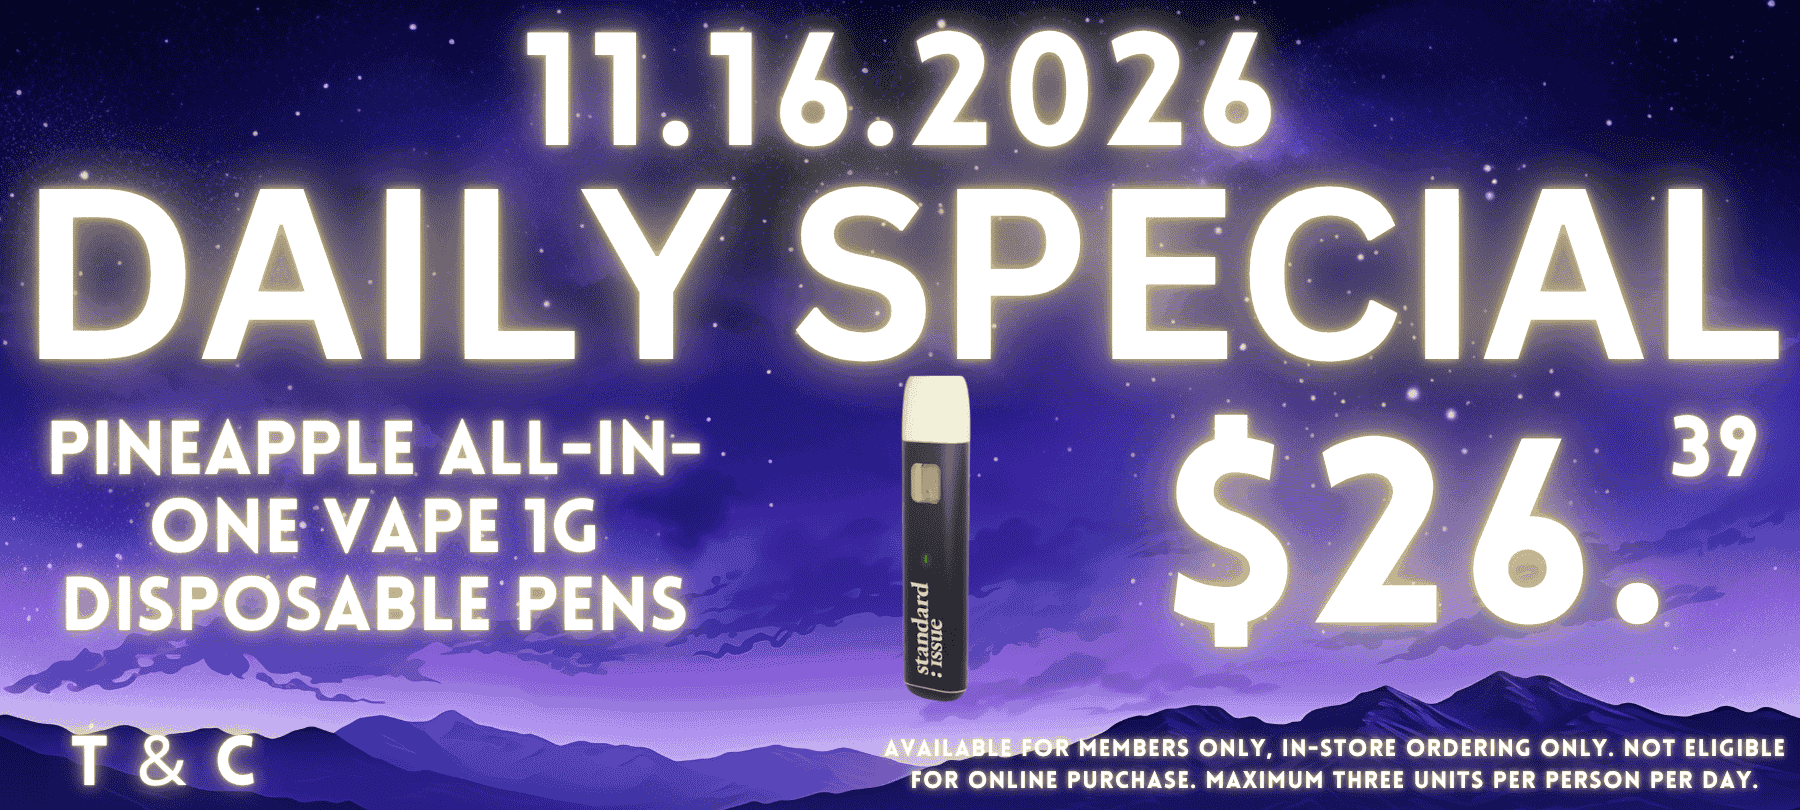 11.16.2026
DAILY SPECIAL
PINEAPPLE ALL-IN-
ONE VAPE 1G
DISPOSABLE PENS
standard
: issue
$26.39
T & C
AVAILABLE FOR MEMBERS ONLY, IN-STORE ORDERING ONLY. NOT ELIGIBLE
FOR ONLINE PURCHASE. MAXIMUM THREE UNITS PER PERSON PER DAY.